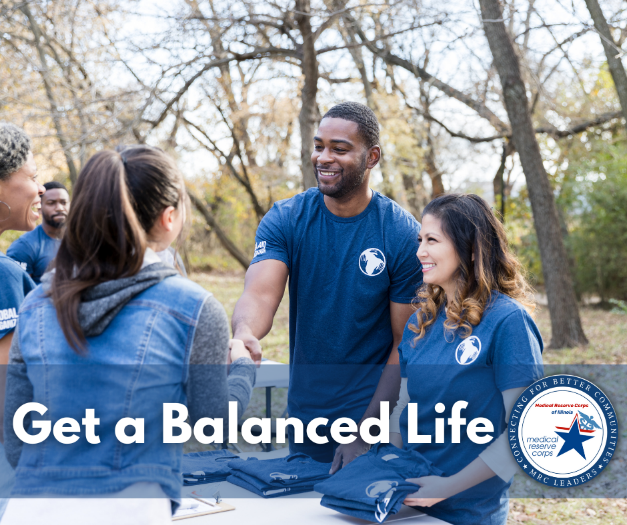 Get a Balanced Life
CONNECTING FOR BETTER COMMUNITIES
Medical Reserve Corps
of Illinois
medical
reserve
corps
MRC LEADERS